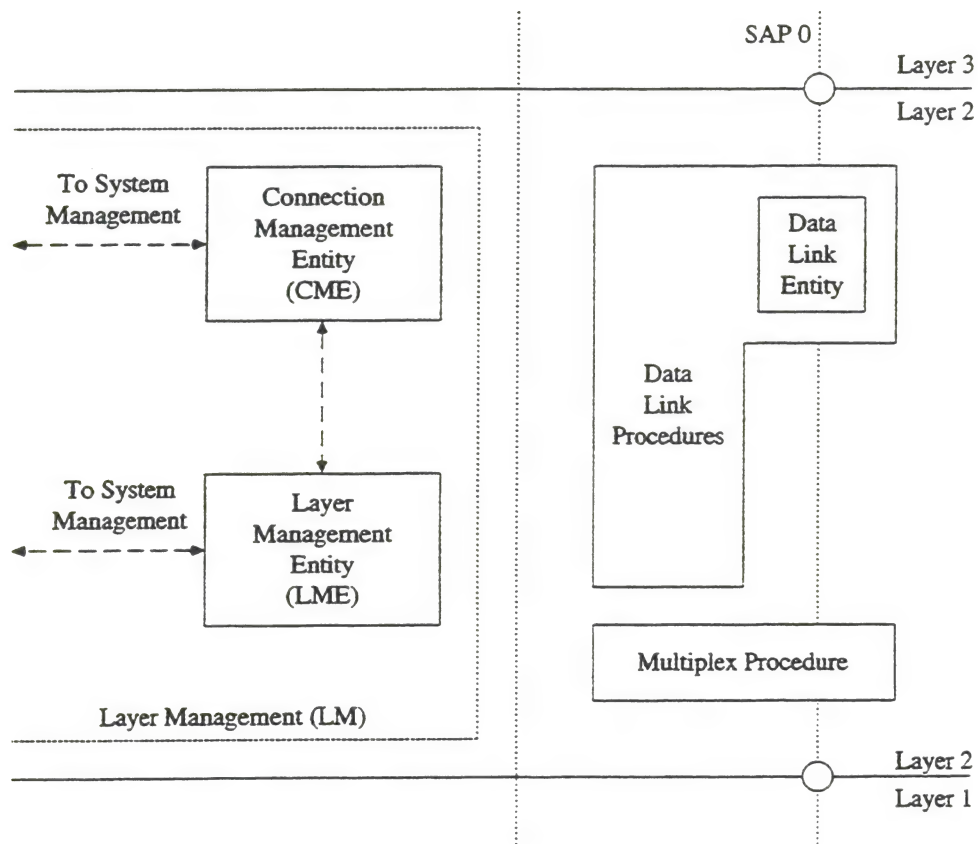 SAP 0
Layer 3
Layer 2
To System
Management
Connection
Management
Entity
(CME)
Data
Link
Entity
Data
Link
Procedures
To System
Management
Layer
Management
Entity
(LME)
Multiplex Procedure
Layer Management (LM)
Layer 2
Layer 1